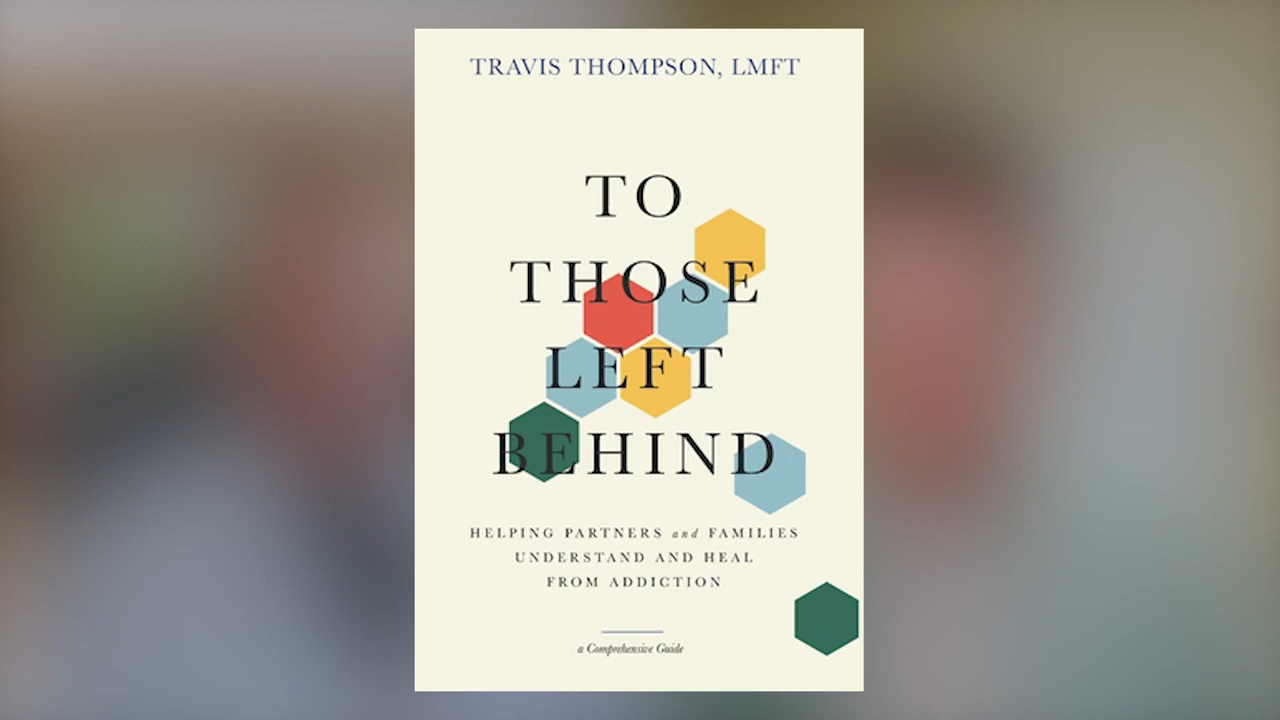 TRAVIS THOMPSON, LMFT
TO
THOSE
LEFT
BEHIND
HELPING PARTNERS and FAMILIES
UNDERSTAND AND HEAL
FROM ADDICTION
a Comprehensive Guide